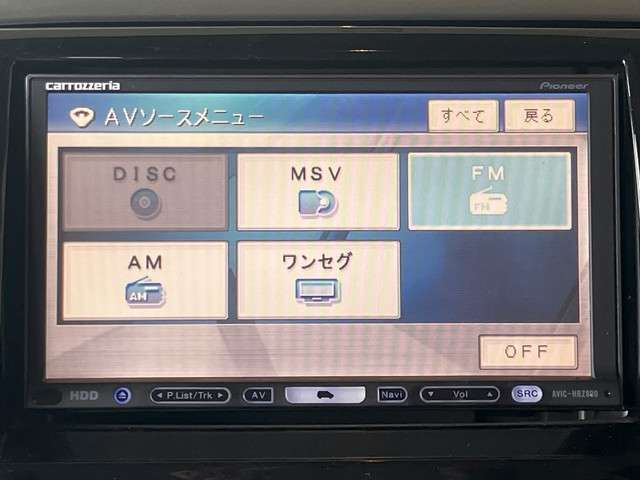 carrozzeria Pioneer
AVソースメニュー すべて 戻る
DISC MSV FM
FM
AM ワンセグ
AM
OFF
HDD P.List/Trk AV Navi Vol SRC